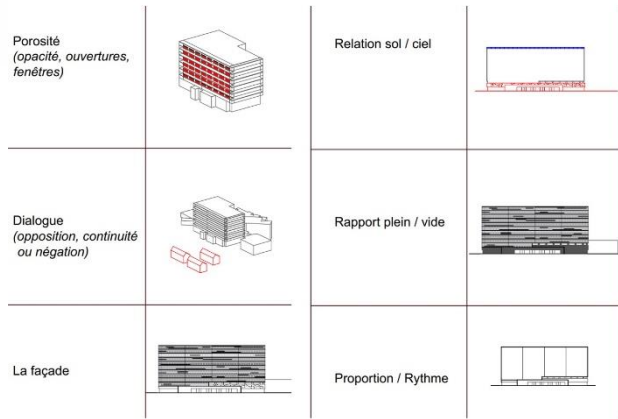 Porosité
(opacité, ouvertures,
fenêtres)
Relation sol / ciel
Dialogue
(opposition, continuité
ou négation)
Rapport plein / vide
La façade
Proportion / Rythme